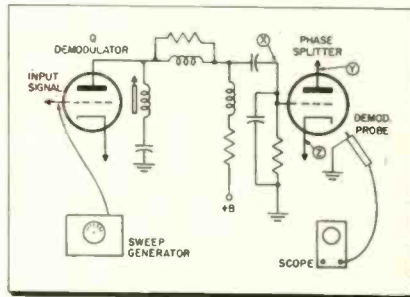 Q
DEMODULATOR
INPUT
SIGNAL
X
PHASE
SPLITTER
Y
Z
DEMOD.
PROBE
+B
SWEEP
GENERATOR
SCOPE